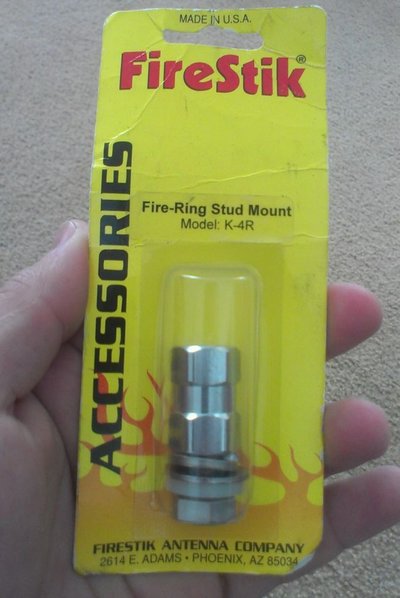 MADE IN U.S.A.
FireStik®
ACCESSORIES
Fire-Ring Stud Mount
Model: K-4R
FIRESTIK ANTENNA COMPANY
2614 E. ADAMS • PHOENIX, AZ 85034